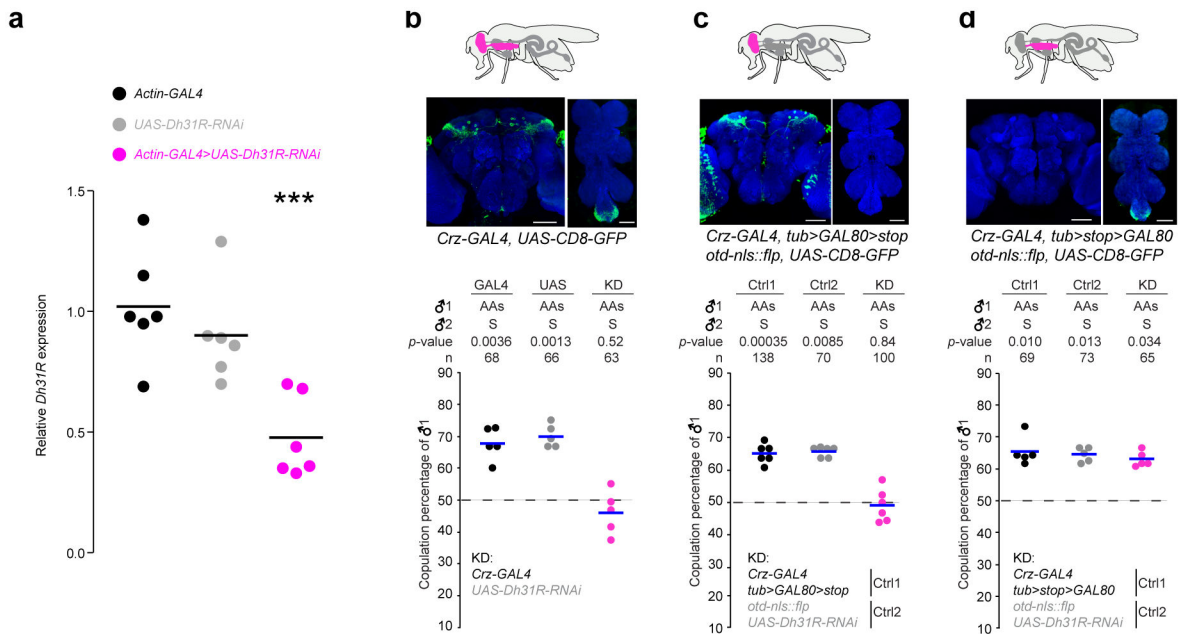 a
Actin-GAL4
UAS-Dh31R-RNAi
Actin-GAL4>UAS-Dh31R-RNAi
***
Relative Dh31R expression
1.5
1.0
0.5
0.0
b
Crz-GAL4, UAS-CD8-GFP
GAL4 UAS KD
♂1 AAs AAs AAs
♂2 S S S
p-value 0.0036 0.0013 0.52
n 68 66 63
Copulation percentage of ♂1
90
80
70
60
50
40
30
20
10
KD:
Crz-GAL4
UAS-Dh31R-RNAi
c
Crz-GAL4, tub>GAL80>stop
otd-nls::flp, UAS-CD8-GFP
Ctrl1 Ctrl2 KD
♂1 AAs AAs AAs
♂2 S S S
p-value 0.00035 0.0085 0.84
n 138 70 100
Copulation percentage of ♂1
90
80
70
60
50
40
30
20
10
KD:
Crz-GAL4
tub>GAL80>stop
Ctrl1
otd-nls::flp
UAS-Dh31R-RNAi
Ctrl2
d
Crz-GAL4, tub>stop>GAL80
otd-nls::flp, UAS-CD8-GFP
Ctrl1 Ctrl2 KD
♂1 AAs AAs AAs
♂2 S S S
p-value 0.010 0.013 0.034
n 69 73 65
Copulation percentage of ♂1
90
80
70
60
50
40
30
20
10
KD:
Crz-GAL4
tub>stop>GAL80
Ctrl1
otd-nls::flp
UAS-Dh31R-RNAi
Ctrl2